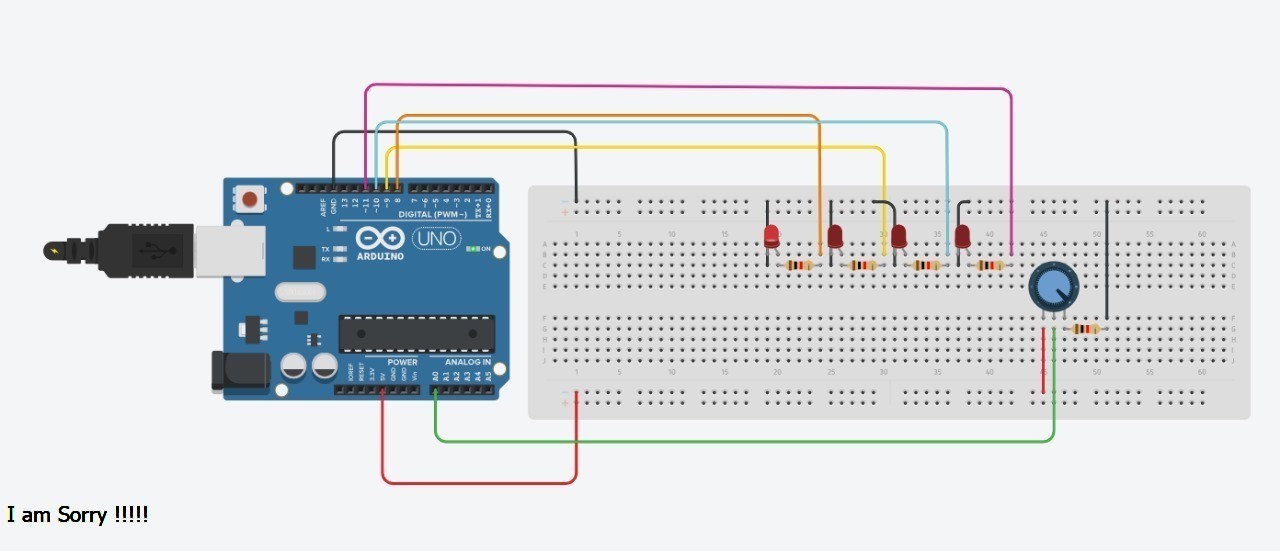 1 5 10 15 20 25 30 35 40 45 50 55 60
AREF GND 13 12 ~11 ~10 ~9 8 7 ~6 ~5 4 ~3 2 TX→1 RX←0
DIGITAL (PWM~)
L
TX
RX
UNO
ON
ARDUINO
A A
B B
C C
D D
E E
F F
G G
H H
I I
J J
POWER ANALOG IN
IOREF RESET 3.3V 5V GND GND Vin A0 A1 A2 A3 A4 A5
1 5 10 15 20 25 30 35 40 45 50 55 60
I am Sorry !!!!!